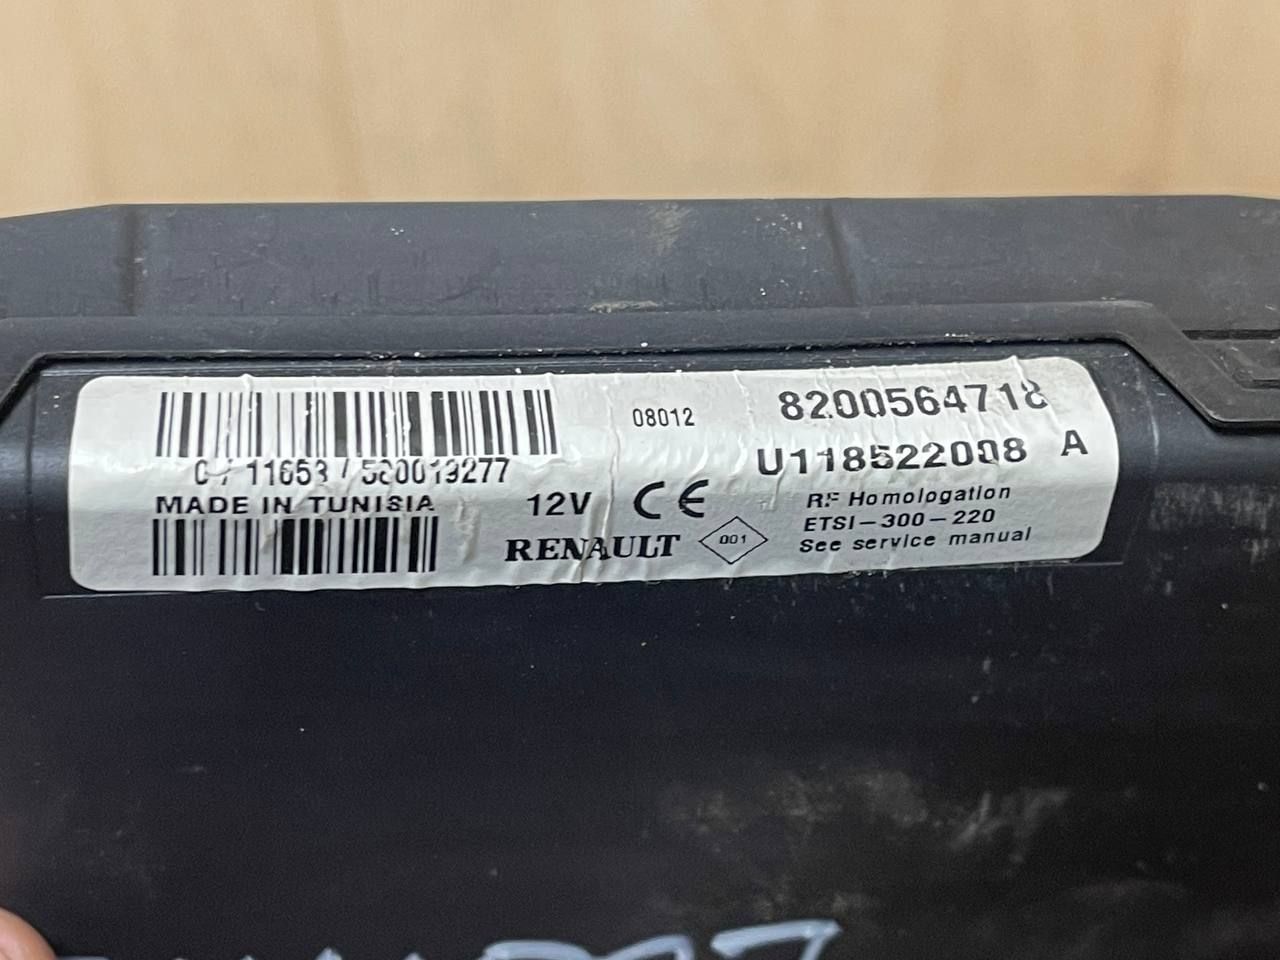 08012
8200564718
U118522008 A
MADE IN TUNISIA
12V
CE
RF Homologation
ETSI-300-220
See service manual
RENAULT
001